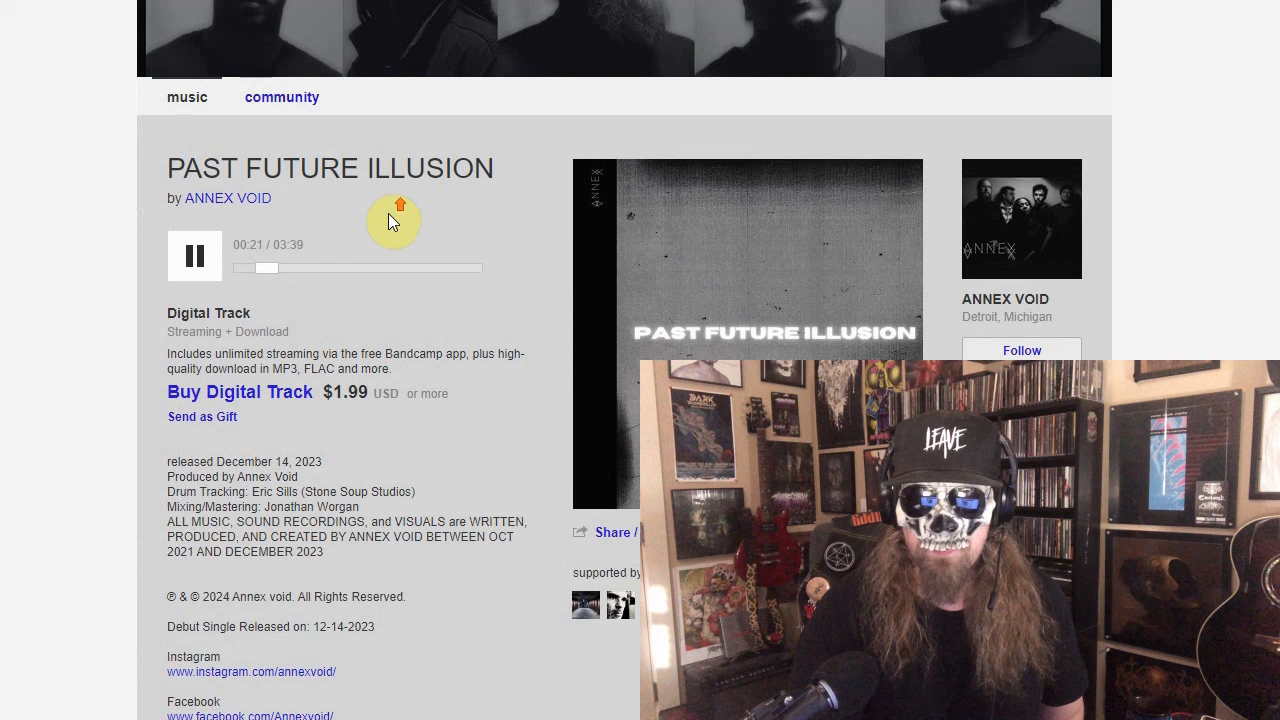 music
community
PAST FUTURE ILLUSION
by ANNEX VOID
00:21 / 03:39
Digital Track
Streaming + Download
Includes unlimited streaming via the free Bandcamp app, plus high-
quality download in MP3, FLAC and more.
Buy Digital Track $1.99 USD or more
Send as Gift
released December 14, 2023
Produced by Annex Void
Drum Tracking: Eric Sills (Stone Soup Studios)
Mixing/Mastering: Jonathan Worgan
ALL MUSIC, SOUND RECORDINGS, and VISUALS are WRITTEN,
PRODUCED, AND CREATED BY ANNEX VOID BETWEEN OCT
2021 AND DECEMBER 2023
℗ & © 2024 Annex void. All Rights Reserved.
Debut Single Released on: 12-14-2023
Instagram
www.instagram.com/annexvoid/
Facebook
www.facebook.com/Annexvoid/
ANNEX
PAST FUTURE ILLUSION
Share /
supported by
ANNEX
ANNEX VOID
Detroit, Michigan
Follow
LEAVE
DARK